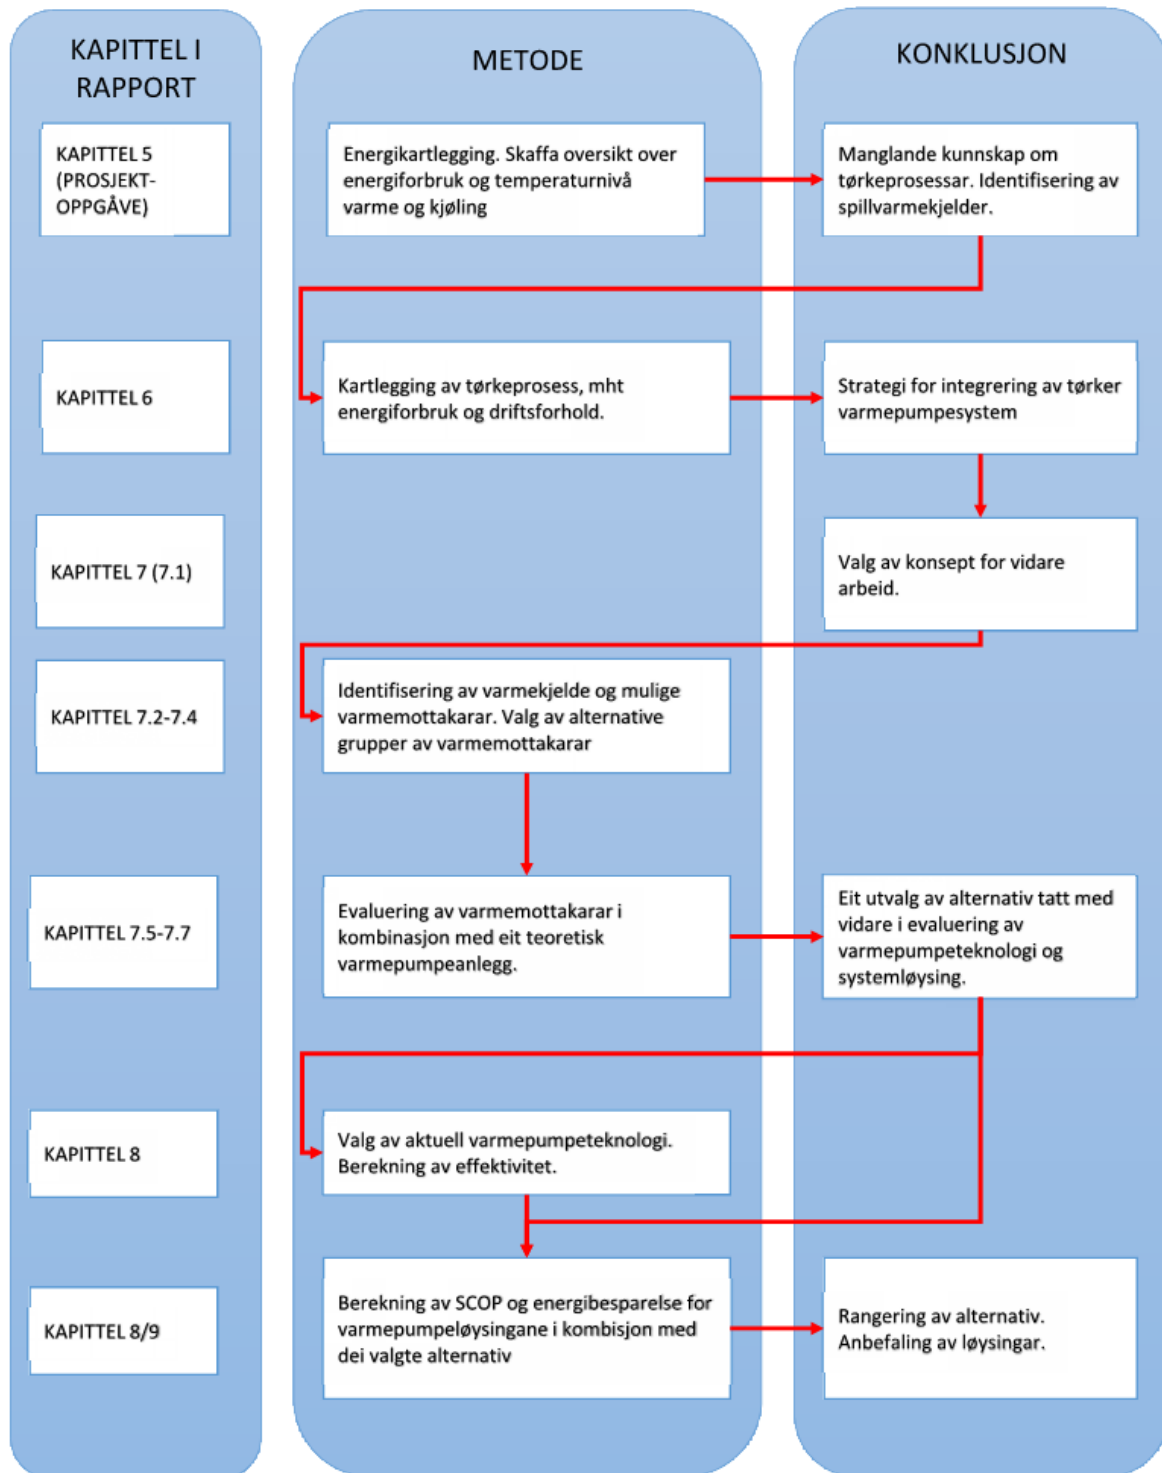 KAPITTEL I
RAPPORT
METODE
KONKLUSJON
KAPITTEL 5
(PROSJEKT-
OPPGÅVE)
Energikartlegging. Skaffa oversikt over
energiforbruk og temperaturnivå
varme og kjøling
Manglande kunnskap om
tørkeprosessar. Identifisering av
spillvarmekjelder.
KAPITTEL 6
Kartlegging av tørkeprosess, mht
energiforbruk og driftsforhold.
Strategi for integrering av tørker
varmepumpesystem
KAPITTEL 7 (7.1)
Valg av konsept for vidare
arbeid.
KAPITTEL 7.2-7.4
Identifisering av varmekjelde og mulige
varmemottakarar. Valg av alternative
grupper av varmemottakarar
KAPITTEL 7.5-7.7
Evaluering av varmemottakarar i
kombinasjon med eit teoretisk
varmepumpeanlegg.
Eit utvalg av alternativ tatt med
vidare i evaluering av
varmepumpeteknologi og
systemløysing.
KAPITTEL 8
Valg av aktuell varmepumpeteknologi.
Berekning av effektivitet.
KAPITTEL 8/9
Berekning av SCOP og energibesparelse for
varmepumpeløysingane i kombisjon med
dei valgte alternativ
Rangering av alternativ.
Anbefaling av løysingar.